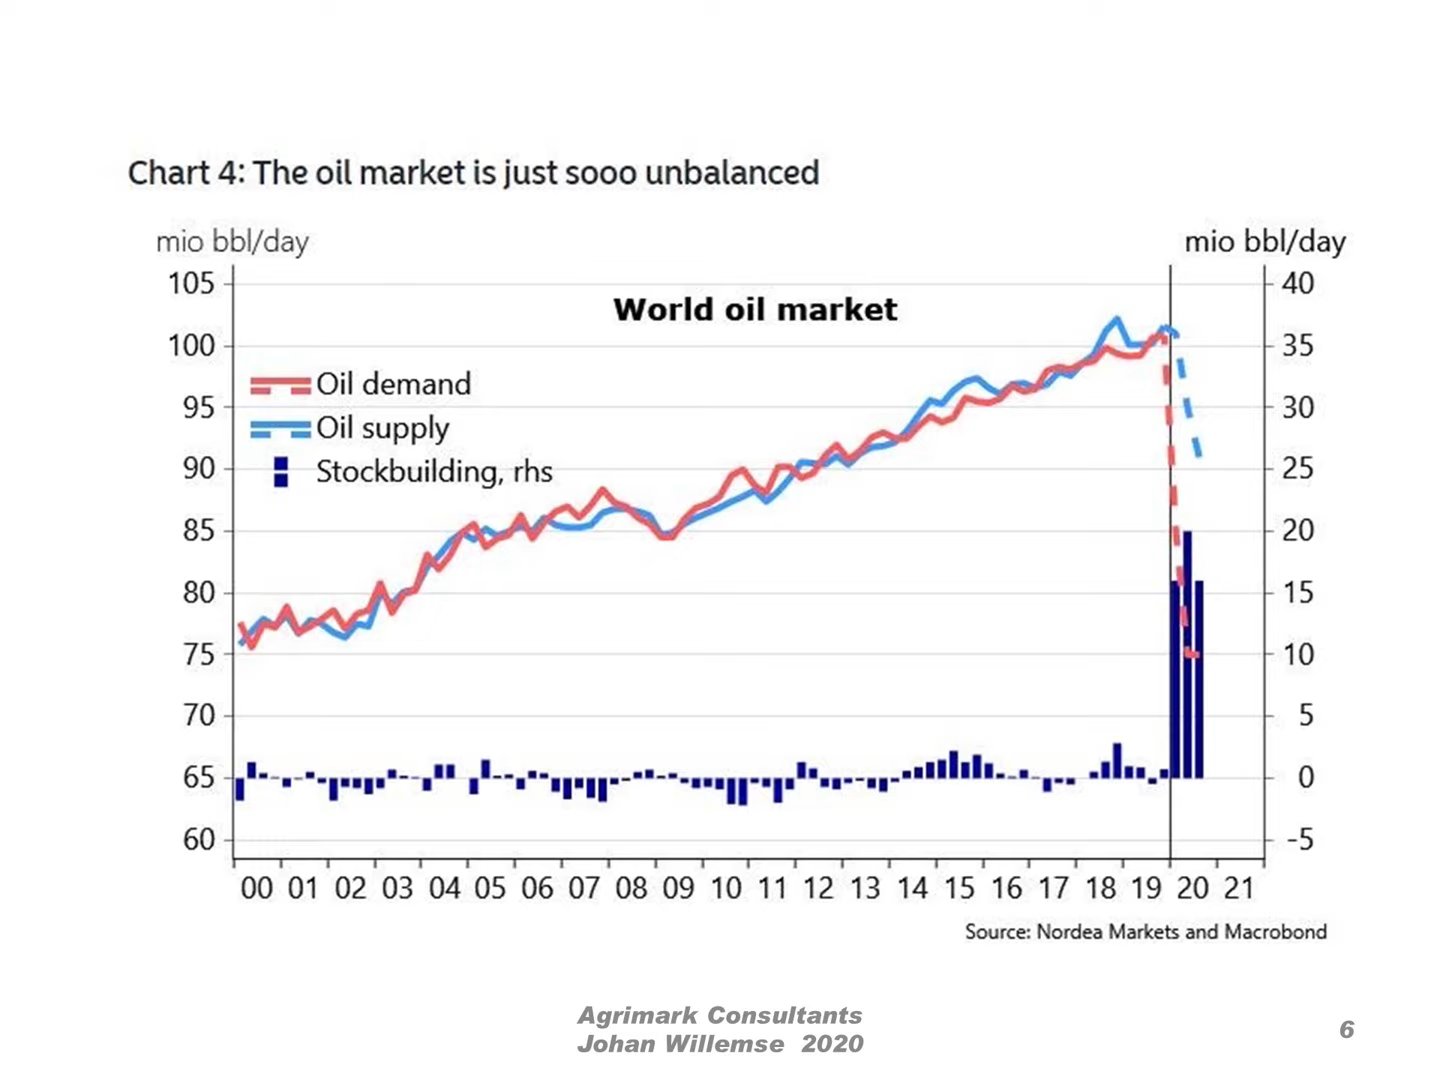 Chart 4: The oil market is just sooo unbalanced
mio bbl/day
mio bbl/day
World oil market
105
100
95
90
85
80
75
70
65
60
Oil demand
Oil supply
Stockbuilding, rhs
40
35
30
25
20
15
10
5
0
-5
00 01 02 03 04 05 06 07 08 09 10 11 12 13 14 15 16 17 18 19 20 21
Source: Nordea Markets and Macrobond
Agrimark Consultants
Johan Willemse 2020
6